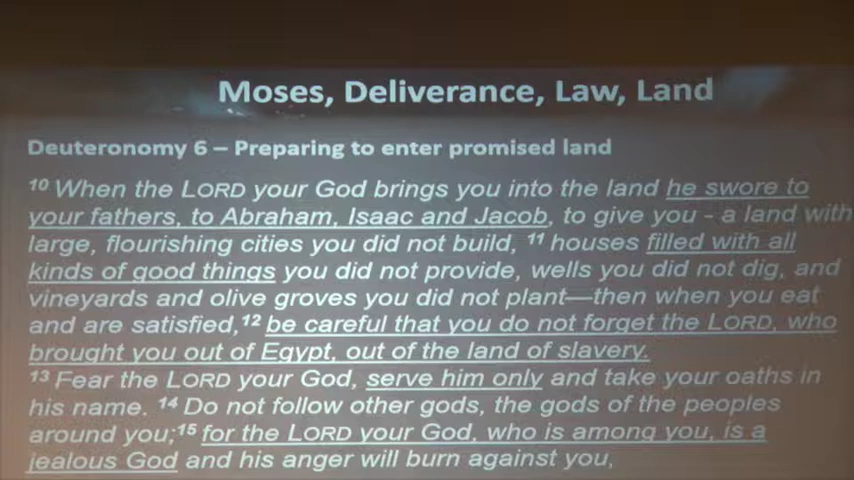 Moses, Deliverance, Law, Land
Deuteronomy 6 – Preparing to enter promised land
10 When the LORD your God brings you into the land he swore to
your fathers, to Abraham, Isaac and Jacob, to give you - a land with
large, flourishing cities you did not build, 11 houses filled with all
kinds of good things you did not provide, wells you did not dig, and
vineyards and olive groves you did not plant—then when you eat
and are satisfied,12 be careful that you do not forget the LORD, who
brought you out of Egypt, out of the land of slavery.
13 Fear the LORD your God, serve him only and take your oaths in
his name. 14 Do not follow other gods, the gods of the peoples
around you;15 for the LORD your God, who is among you, is a
jealous God and his anger will burn against you,